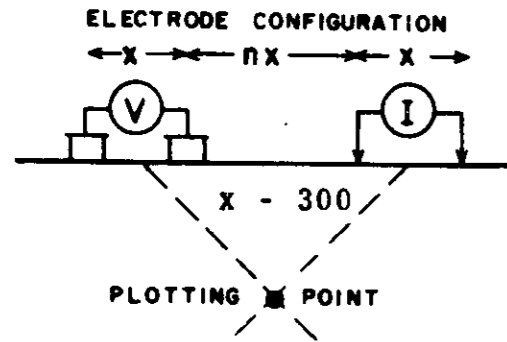 ELECTRODE CONFIGURATION
x nx x
V I
x - 300
PLOTTING POINT